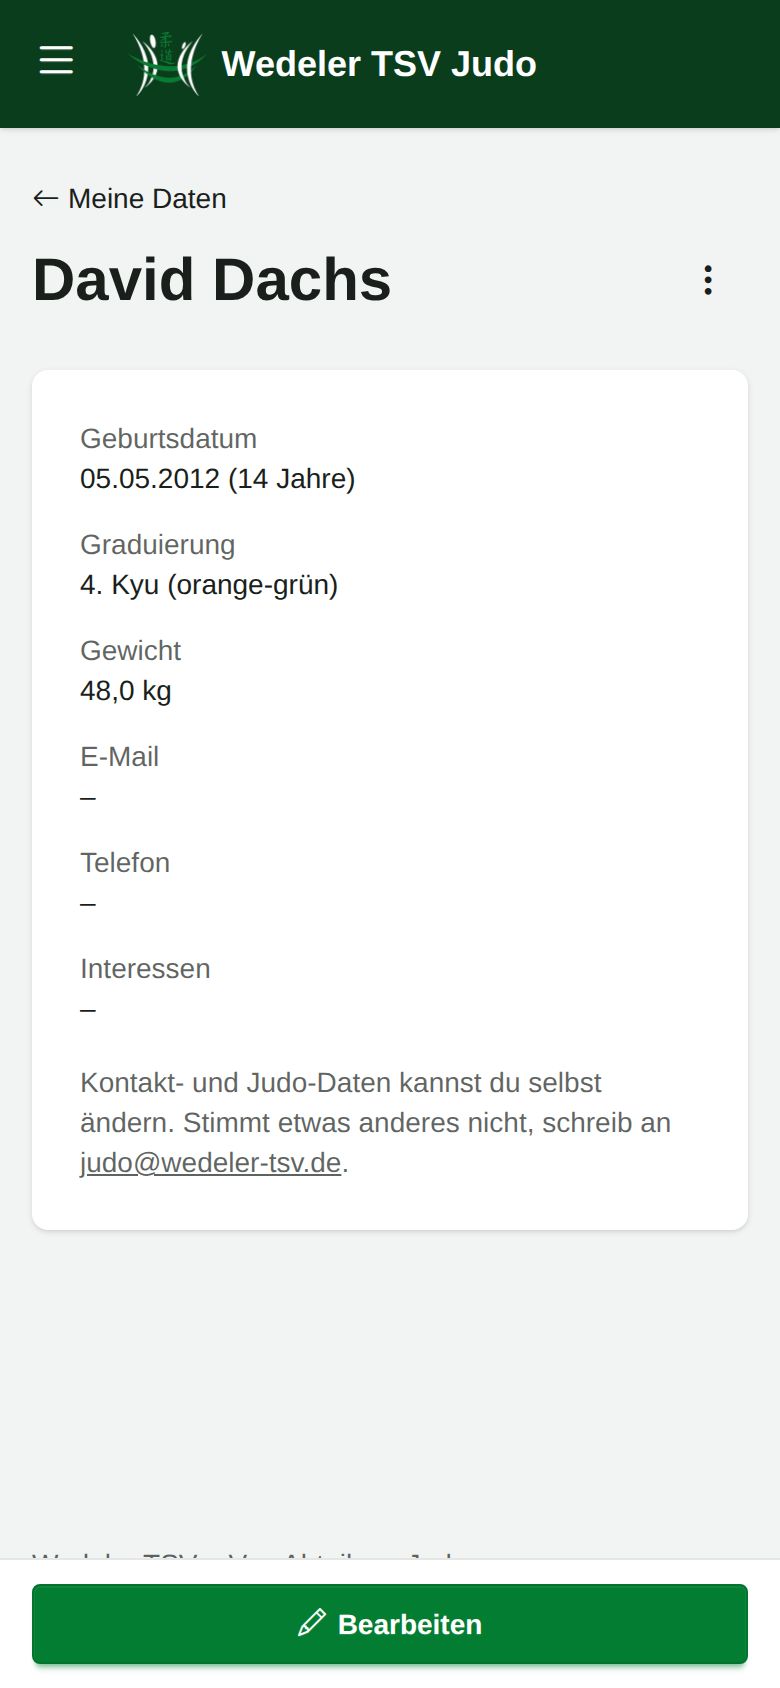 柔道
Wedeler TSV Judo
← Meine Daten
David Dachs
Geburtsdatum
05.05.2012 (14 Jahre)
Graduierung
4. Kyu (orange-grün)
Gewicht
48,0 kg
E-Mail
–
Telefon
–
Interessen
–
Kontakt- und Judo-Daten kannst du selbst
ändern. Stimmt etwas anderes nicht, schreib an
judo@wedeler-tsv.de.
Bearbeiten